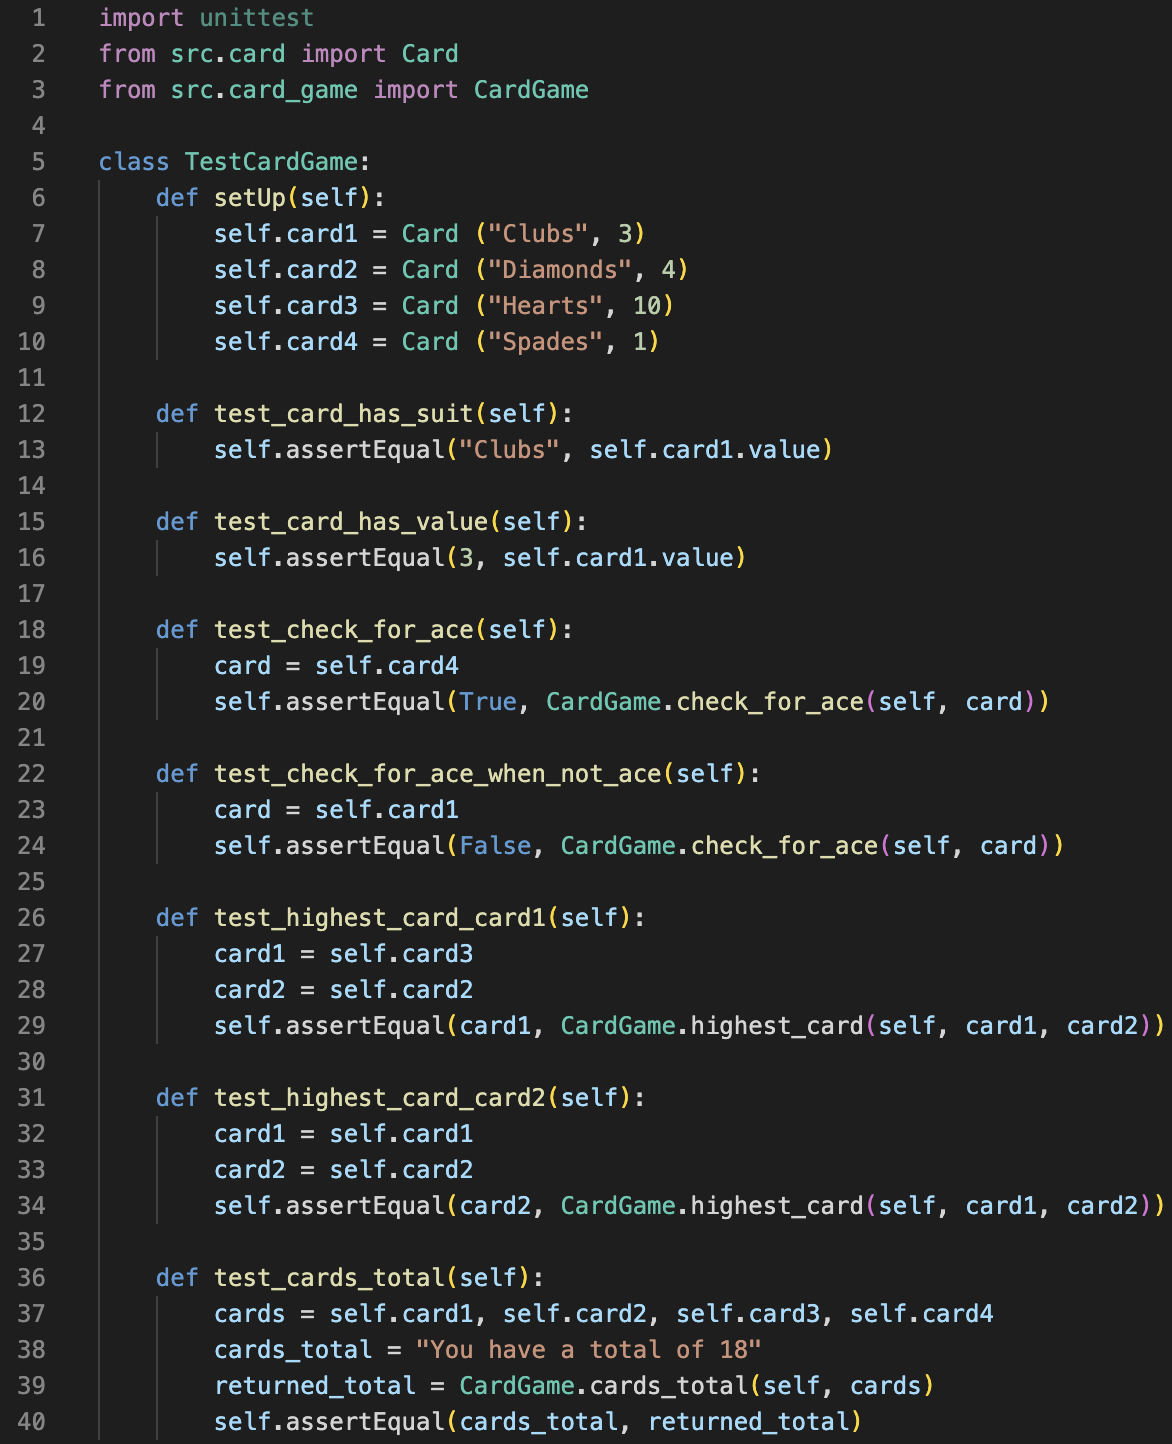 1 import unittest
2 from src.card import Card
3 from src.card_game import CardGame
4
5 class TestCardGame:
6     def setUp(self):
7         self.card1 = Card ("Clubs", 3)
8         self.card2 = Card ("Diamonds", 4)
9         self.card3 = Card ("Hearts", 10)
10         self.card4 = Card ("Spades", 1)
11
12     def test_card_has_suit(self):
13         self.assertEqual("Clubs", self.card1.value)
14
15     def test_card_has_value(self):
16         self.assertEqual(3, self.card1.value)
17
18     def test_check_for_ace(self):
19         card = self.card4
20         self.assertEqual(True, CardGame.check_for_ace(self, card))
21
22     def test_check_for_ace_when_not_ace(self):
23         card = self.card1
24         self.assertEqual(False, CardGame.check_for_ace(self, card))
25
26     def test_highest_card_card1(self):
27         card1 = self.card3
28         card2 = self.card2
29         self.assertEqual(card1, CardGame.highest_card(self, card1, card2))
30
31     def test_highest_card_card2(self):
32         card1 = self.card1
33         card2 = self.card2
34         self.assertEqual(card2, CardGame.highest_card(self, card1, card2))
35
36     def test_cards_total(self):
37         cards = self.card1, self.card2, self.card3, self.card4
38         cards_total = "You have a total of 18"
39         returned_total = CardGame.cards_total(self, cards)
40         self.assertEqual(cards_total, returned_total)